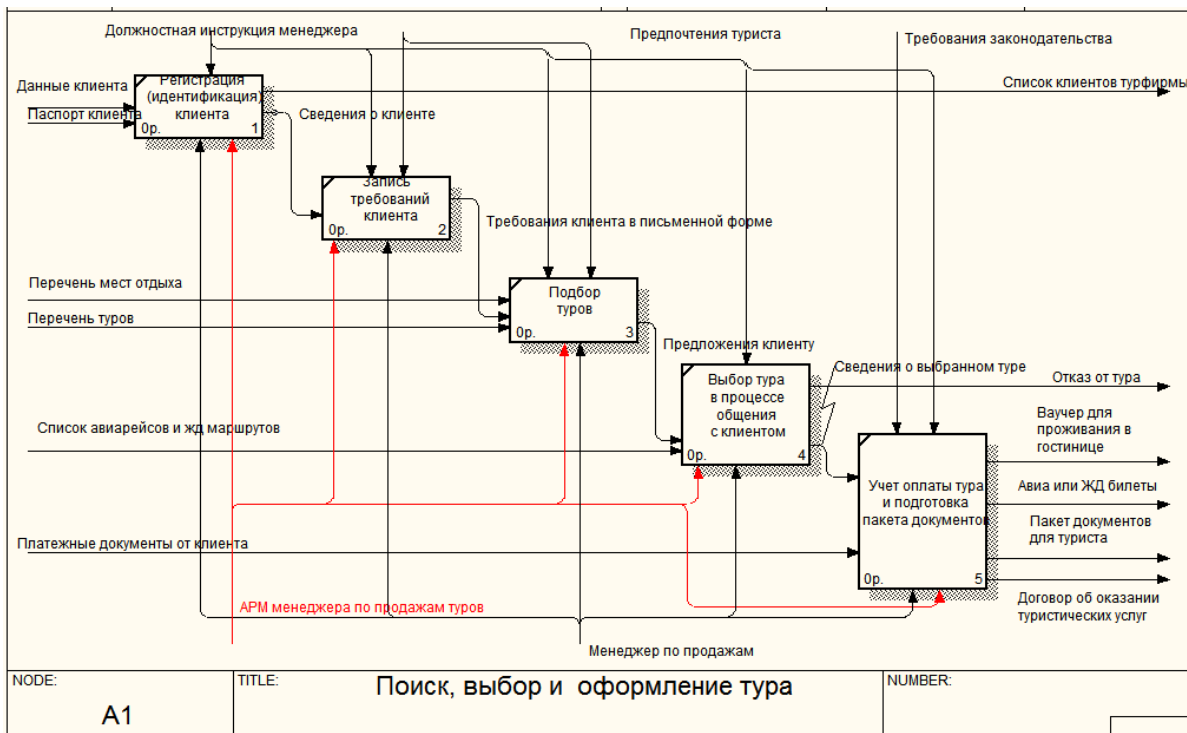 Должностная инструкция менеджера
Предпочтения туриста
Требования законодательства
Данные клиента
Паспорт клиента
Регистрация
(идентификация)
клиента
0р. 1
Список клиентов турфирмы
Сведения о клиенте
Запись
требований
клиента
0р. 2
Требования клиента в письменной форме
Перечень мест отдыха
Перечень туров
Подбор
туров
0р. 3
Предложения клиенту
Сведения о выбранном туре
Выбор тура
в процессе
общения
с клиентом
0р. 4
Отказ от тура
Список авиарейсов и жд маршрутов
Ваучер для
проживания в
гостинице
Учет оплаты тура
и подготовка
пакета документов
0р. 5
Авиа или ЖД билеты
Пакет документов
для туриста
Платежные документы от клиента
Договор об оказании
туристических услуг
АРМ менеджера по продажам туров
Менеджер по продажам
NODE:
A1
TITLE:
Поиск, выбор и оформление тура
NUMBER: